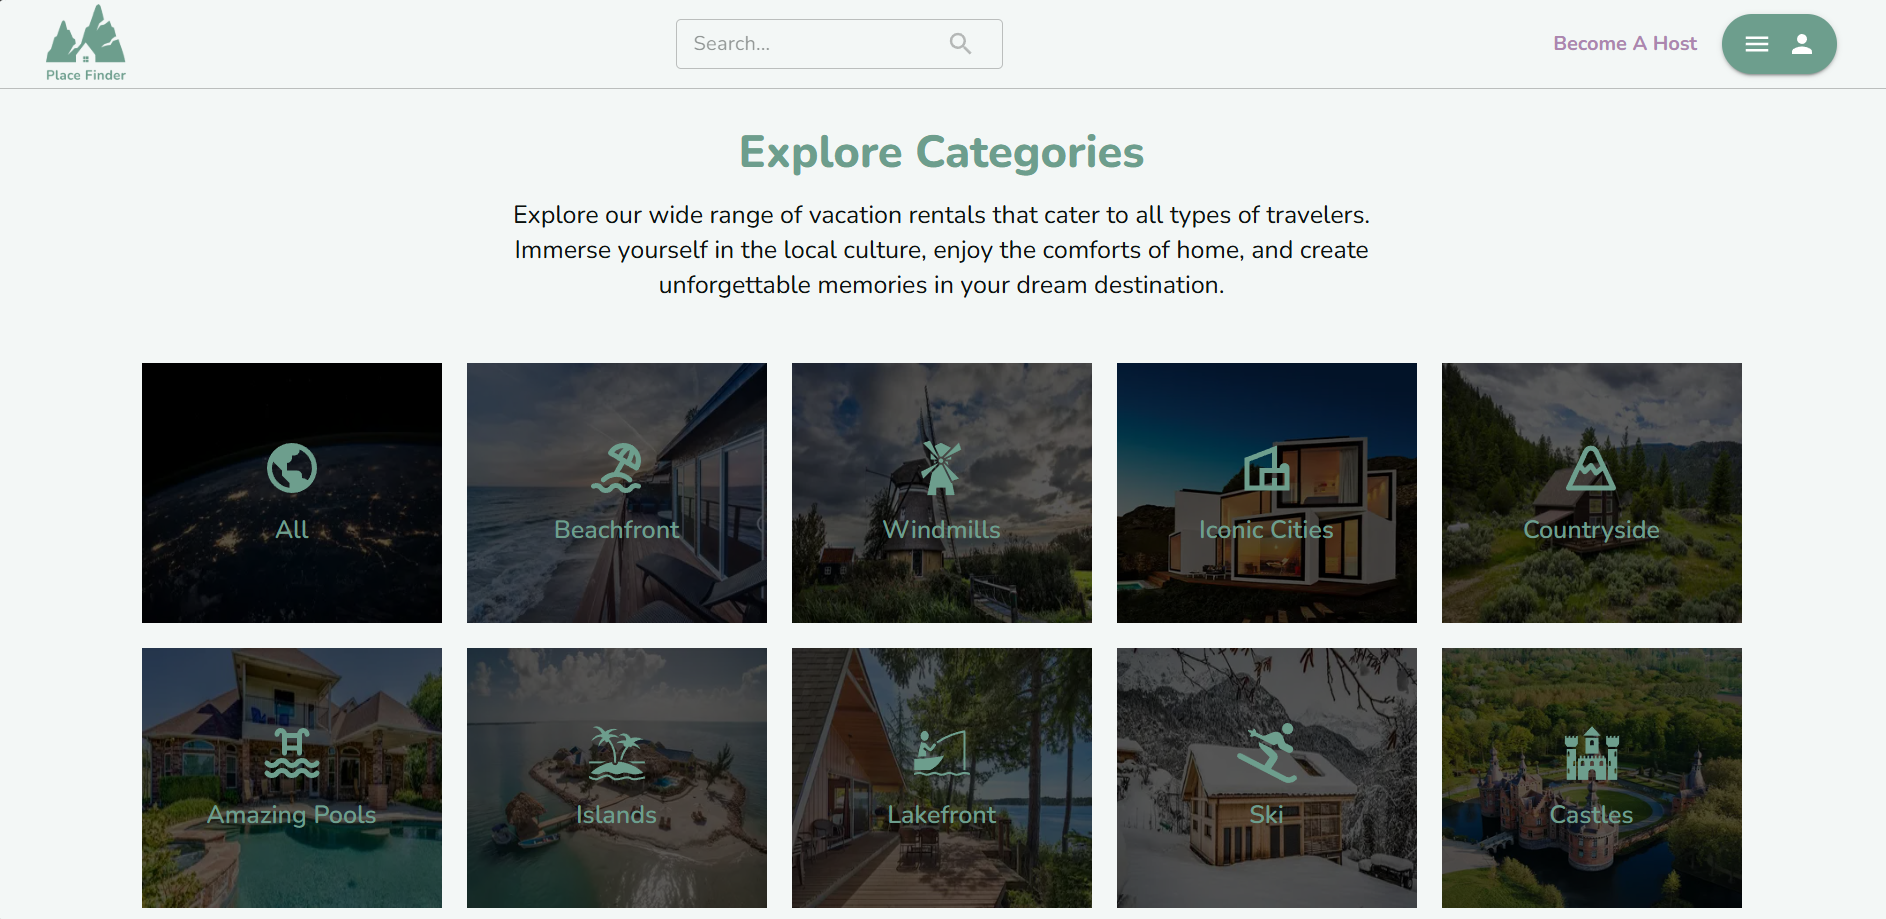 Place Finder
Search...
Become A Host
Explore Categories
Explore our wide range of vacation rentals that cater to all types of travelers.
Immerse yourself in the local culture, enjoy the comforts of home, and create
unforgettable memories in your dream destination.
All
Beachfront
Windmills
Iconic Cities
Countryside
Amazing Pools
Islands
Lakefront
Ski
Castles